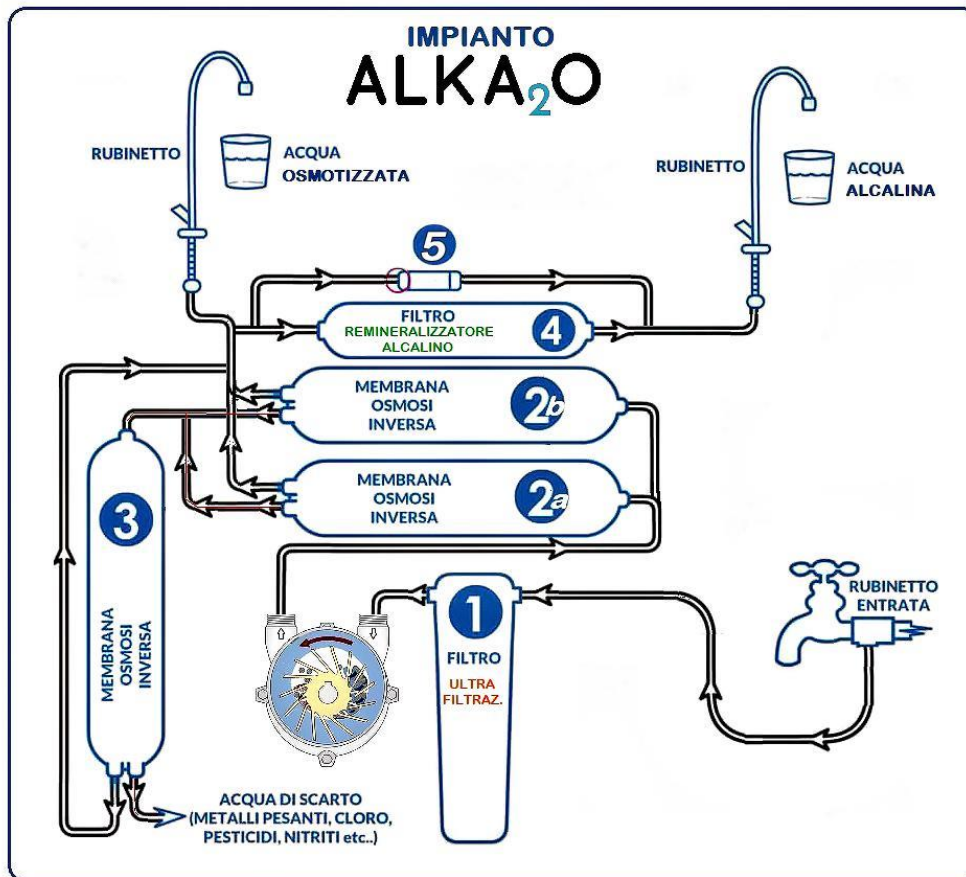 IMPIANTO
ALKA2O
RUBINETTO
ACQUA
OSMOTIZZATA
RUBINETTO
ACQUA
ALCALINA
5
FILTRO
REMINERALIZZATORE
ALCALINO
4
MEMBRANA
OSMOSI
INVERSA
2b
MEMBRANA
OSMOSI
INVERSA
2a
3
MEMBRANA
OSMOSI
INVERSA
1
FILTRO
ULTRA
FILTRAZ.
RUBINETTO
ENTRATA
ACQUA DI SCARTO
(METALLI PESANTI, CLORO,
PESTICIDI, NITRITI etc..)